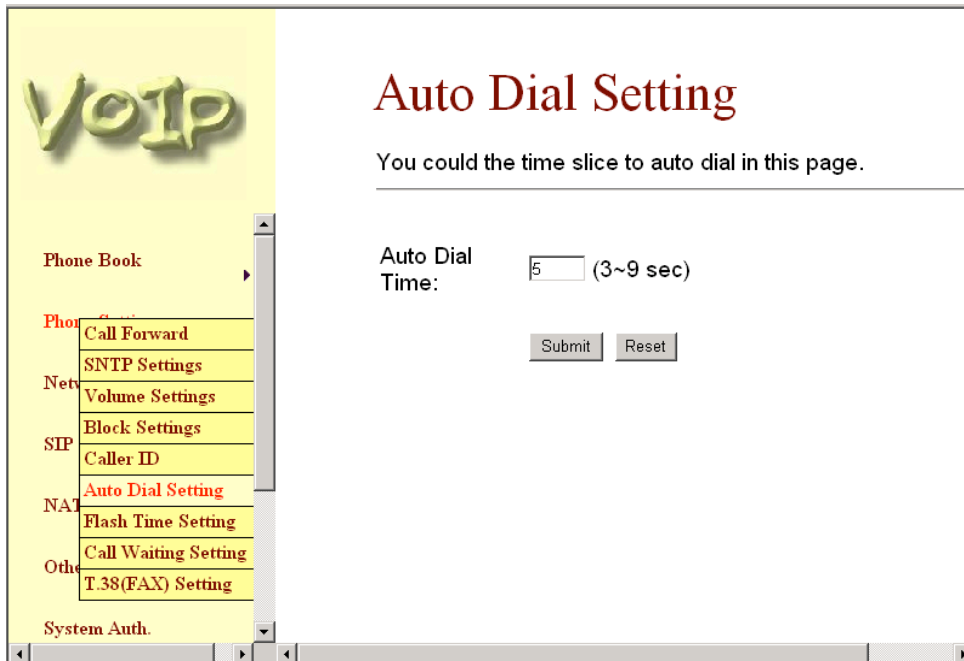 VoIP
Phone Book
Phone
Call Forward
SNTP Settings
Volume Settings
Block Settings
SIP
Caller ID
Auto Dial Setting
Flash Time Setting
Call Waiting Setting
T.38(FAX) Setting
System Auth.
Auto Dial Setting
You could the time slice to auto dial in this page.
Auto Dial
Time:
5 (3~9 sec)
Submit Reset